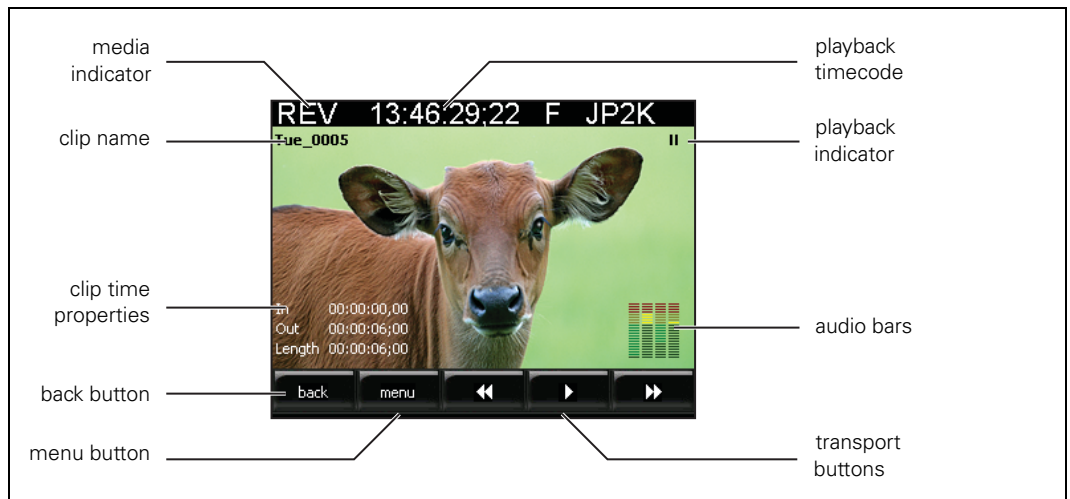 media
indicator
playback
timecode
REV 13:46:29;22 F JP2K
clip name
Tue_0005
playback
indicator
clip time
properties
In 00:00:00,00
Out 00:00:06;00
Length 00:00:06;00
audio bars
back button
back menu
menu button
transport
buttons